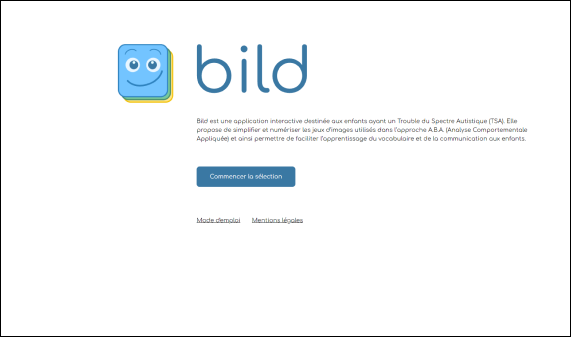 bild
Bild est une application interactive destinée aux enfants ayant un Trouble du Spectre Autistique (TSA). Elle
propose de simplifier et numériser les jeux d'images utilisés dans l'approche A.B.A. (Analyse Comportementale
Appliquée) et ainsi permettre de faciliter l'apprentissage du vocabulaire et de la communication aux enfants.
Commencer la sélection
Mode d'emploi Mentions légales